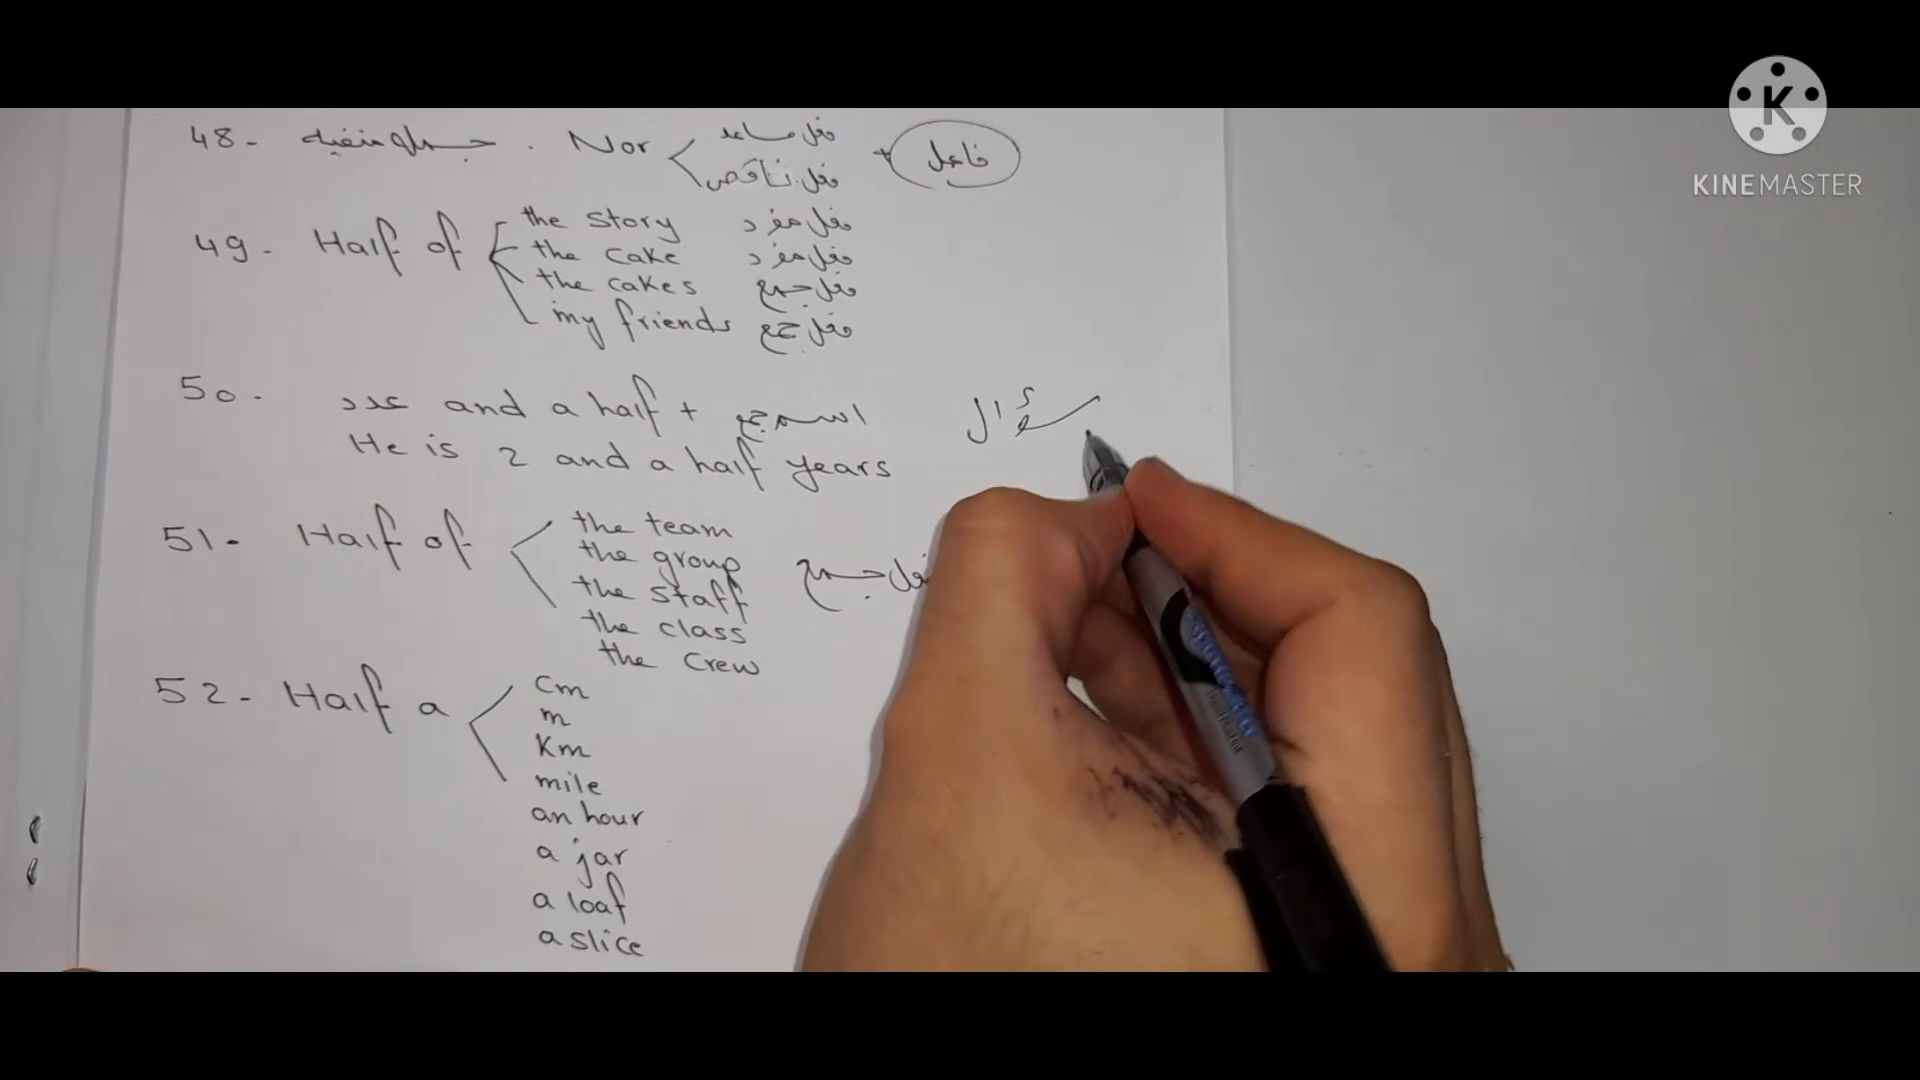 48- جمله منفيه . Nor < فعل مساعد + فاعل
فعل ناقص
49- Half of the story فعل مفرد
the cake فعل مفرد
the cakes فعل جمع
my friends فعل جمع
50- عدد and a half + اسم جمع سؤال
He is 2 and a half years
51- Half of the team
the group فعل جمع
the staff
the class
the crew
52- Half a cm
m
Km
mile
an hour
a jar
a loaf
a slice
KINEMASTER